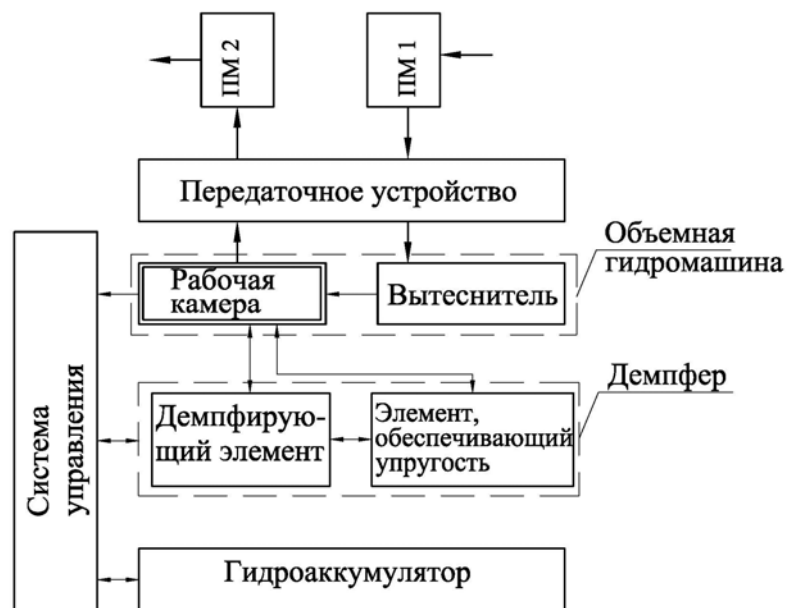 ПМ 2
ПМ 1
Передаточное устройство
Объемная
гидромашина
Рабочая
камера
Вытеснитель
Демпфер
Демпфирую-
щий элемент
Элемент,
обеспечивающий
упругость
Система
управления
Гидроаккумулятор